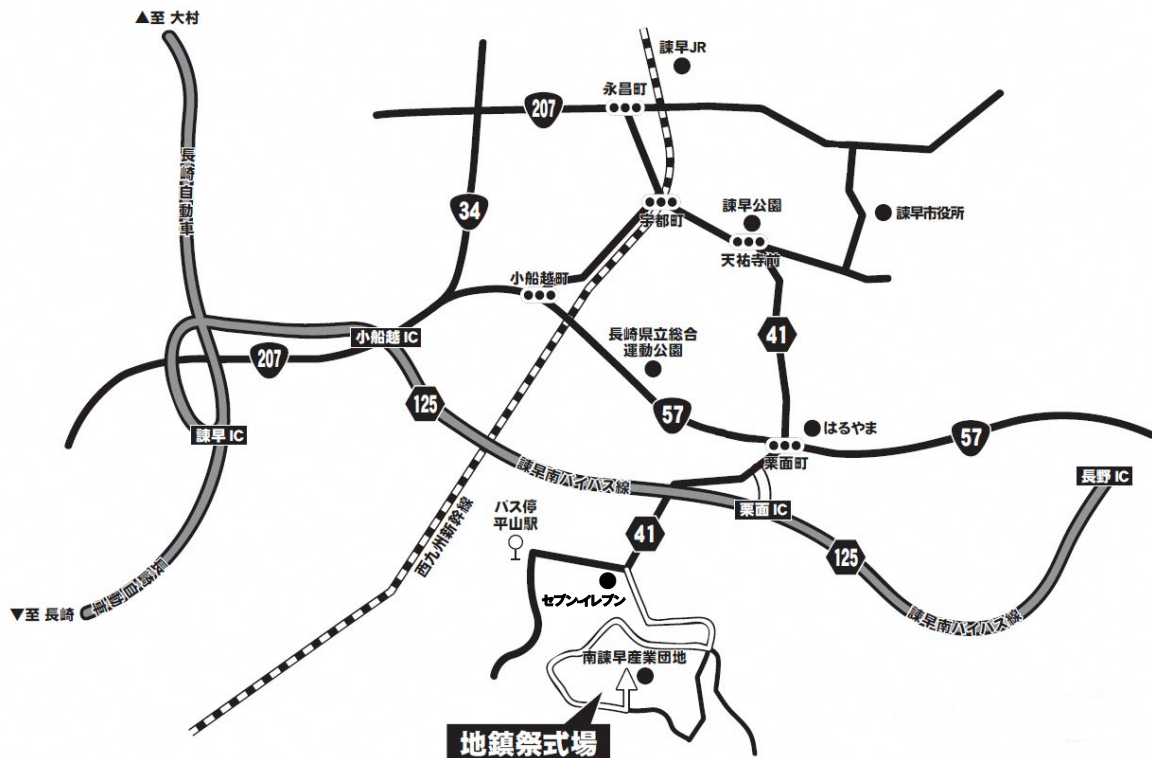 ▲至 大村
諫早JR
永昌町
207
長崎自動車
34
宇都町
諫早公園
諫早市役所
天祐寺前
小船越町
小船越 IC
長崎県立総合
運動公園
41
207
125
57
はるやま
57
諫早 IC
栗面町
諫早南バイパス線
長野 IC
栗面 IC
バス停
平山駅
西九州新幹線
41
125
セブンイレブン
長崎自動車
▼至 長崎
諫早南バイパス線
南諫早産業団地
地鎮祭式場